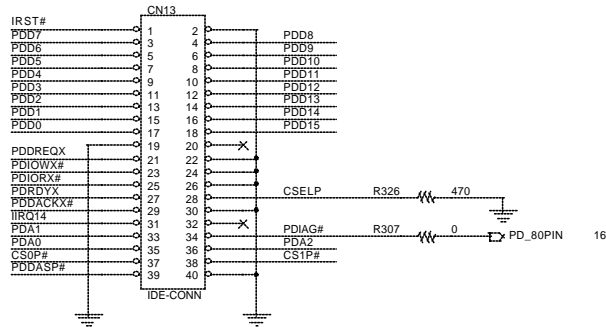 CN13
IRST# 1 2
PDD7 3 4 PDD8
PDD6 5 6 PDD9
PDD5 7 8 PDD10
PDD4 9 10 PDD11
PDD3 11 12 PDD12
PDD2 13 14 PDD13
PDD1 15 16 PDD14
PDD0 17 18 PDD15
19 20
PDDREQX 21 22
PDIOWX# 23 24
PDIORX# 25 26
PDRDYX 27 28 CSELP R326 470
PDDACKX# 29 30
IIRQ14 31 32
PDA1 33 34 PDIAG# R307 0 PD_80PIN 16
PDA0 35 36 PDA2
CS0P# 37 38 CS1P#
PDDASP# 39 40
IDE-CONN